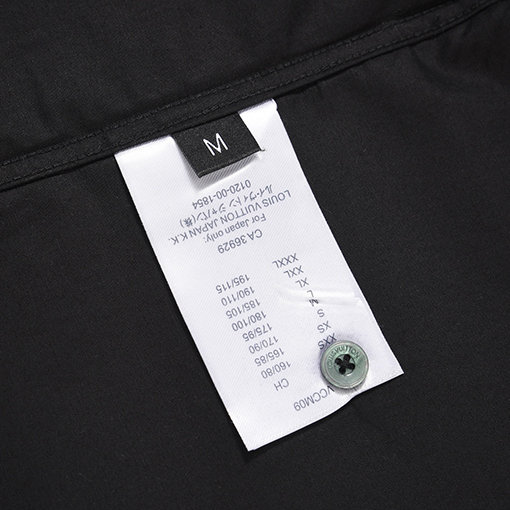 M
VCCM09
CH
XXS 160/80
XS 165/85
S 170/90
M 175/95
L 180/100
XL 185/105
XXL 190/110
XXXL 195/115
CA 36929
For Japan only:
LOUIS VUITTON JAPAN K.K.
ルイ・ヴィトン ジャパン(株)
0120-00-1854
LOUIS VUITTON